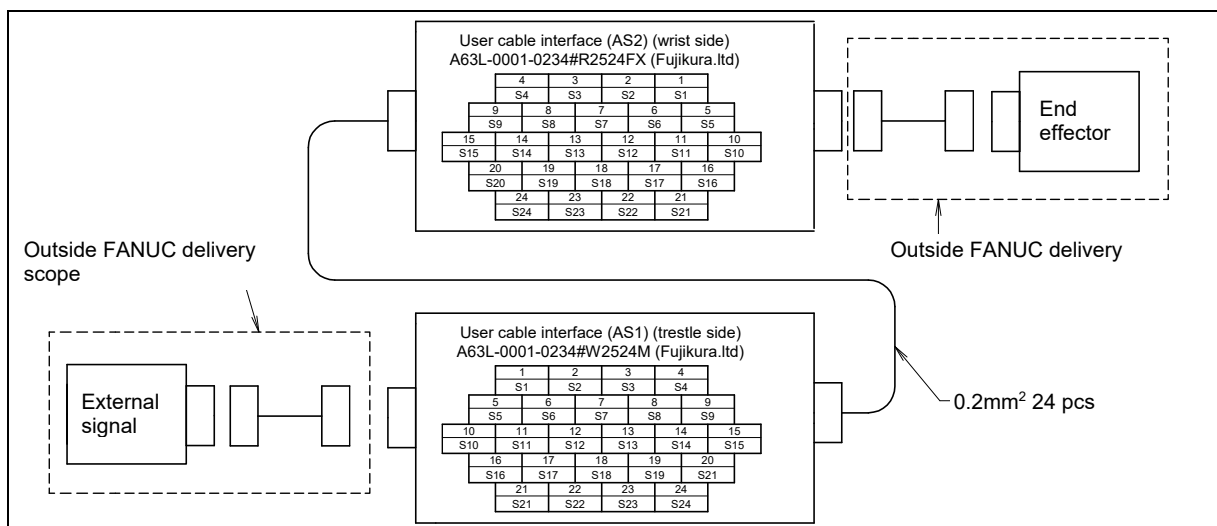 User cable interface (AS2) (wrist side)
A63L-0001-0234#R2524FX (Fujikura.ltd)
4 3 2 1
S4 S3 S2 S1
9 8 7 6 5
S9 S8 S7 S6 S5
15 14 13 12 11 10
S15 S14 S13 S12 S11 S10
20 19 18 17 16
S20 S19 S18 S17 S16
24 23 22 21
S24 S23 S22 S21
End
effector
Outside FANUC delivery
scope
Outside FANUC delivery
User cable interface (AS1) (trestle side)
A63L-0001-0234#W2524M (Fujikura.ltd)
1 2 3 4
S1 S2 S3 S4
5 6 7 8 9
S5 S6 S7 S8 S9
10 11 12 13 14 15
S10 S11 S12 S13 S14 S15
16 17 18 19 20
S16 S17 S18 S19 S21
21 22 23 24
S21 S22 S23 S24
External
signal
0.2mm² 24 pcs